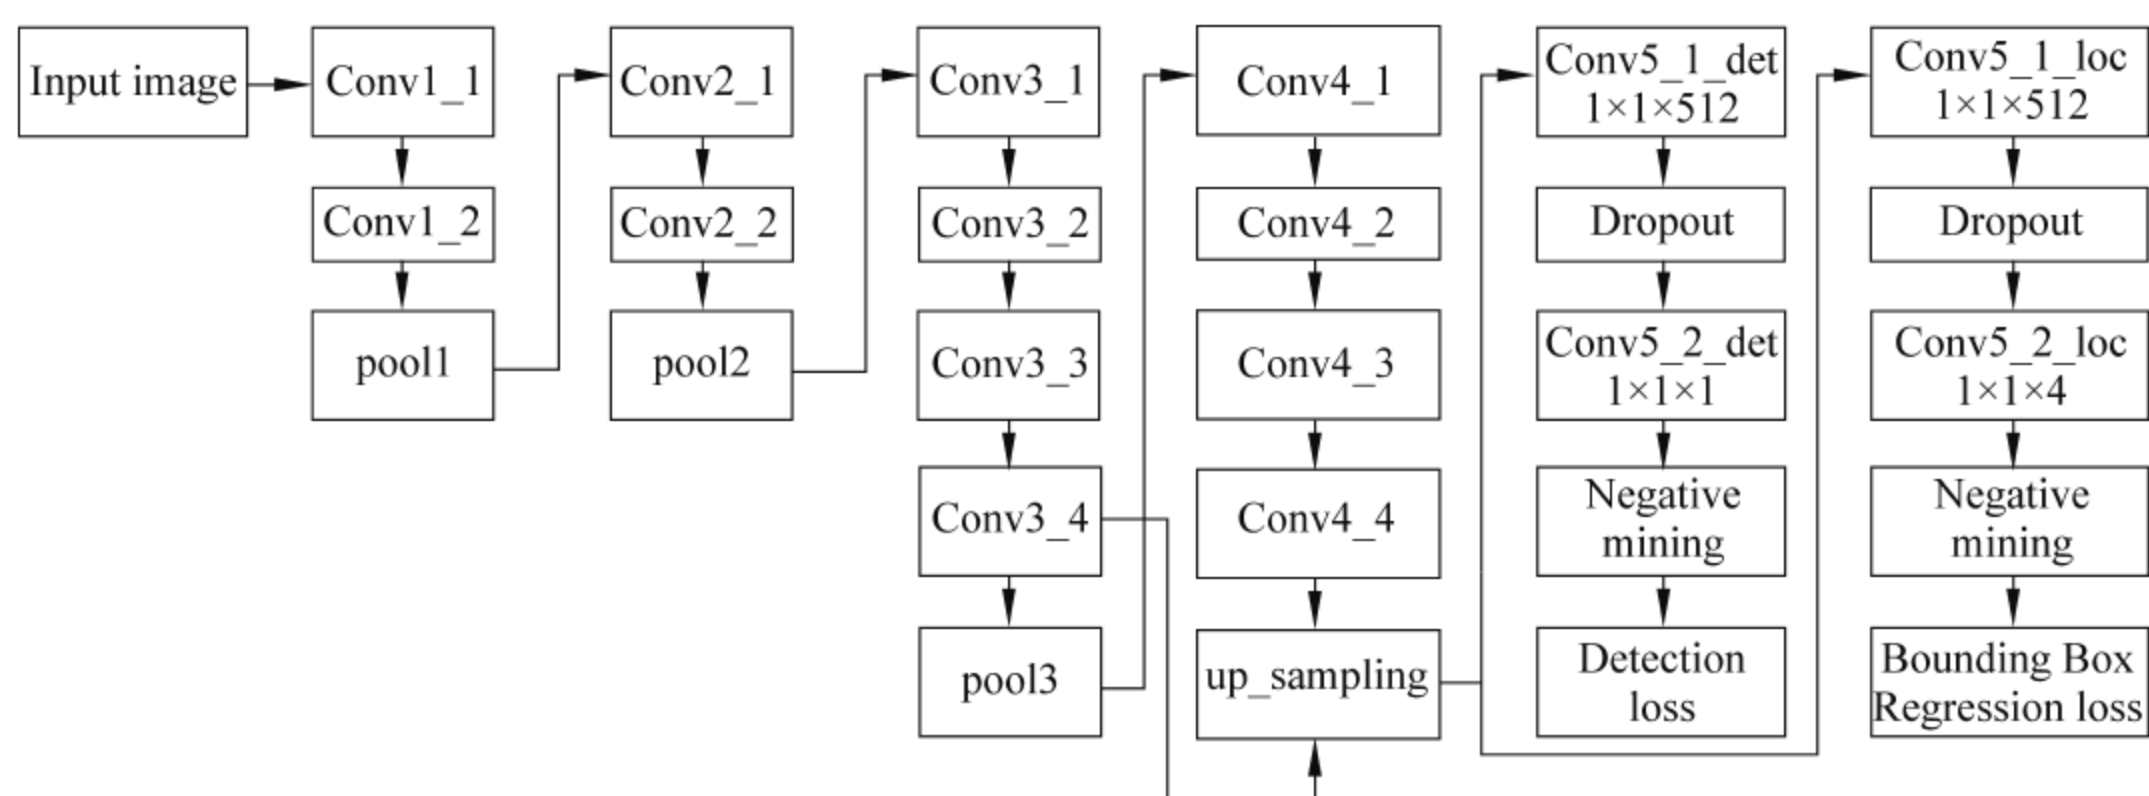 Input image
Conv1_1
Conv1_2
pool1
Conv2_1
Conv2_2
pool2
Conv3_1
Conv3_2
Conv3_3
Conv3_4
pool3
Conv4_1
Conv4_2
Conv4_3
Conv4_4
up_sampling
Conv5_1_det
1×1×512
Dropout
Conv5_2_det
1×1×1
Negative
mining
Detection
loss
Conv5_1_loc
1×1×512
Dropout
Conv5_2_loc
1×1×4
Negative
mining
Bounding Box
Regression loss